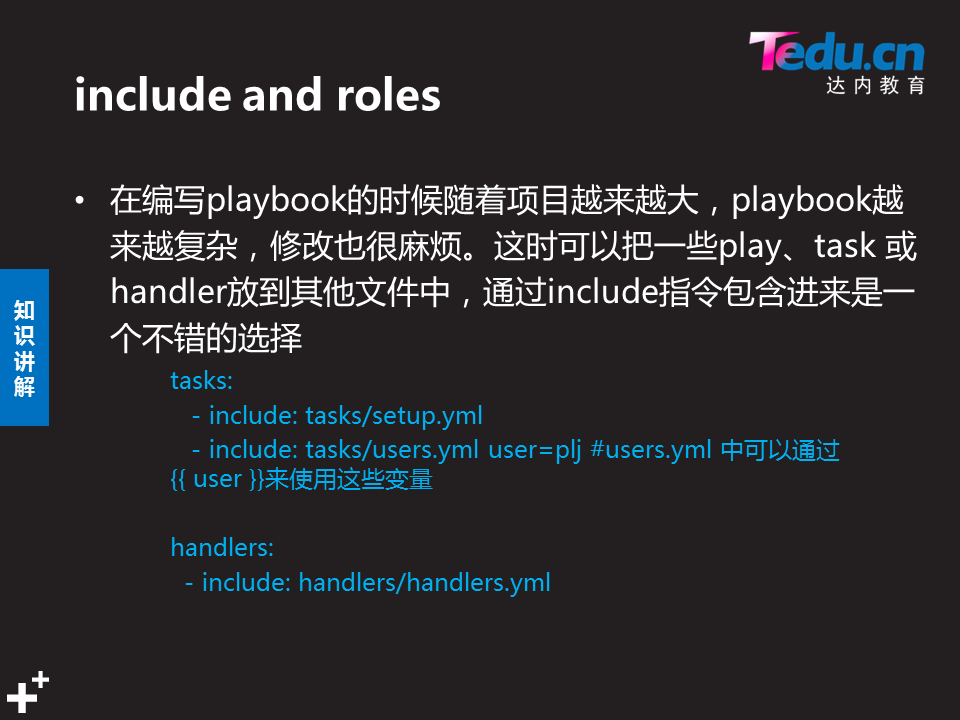 Tedu.cn
达内教育
include and roles
• 在编写playbook的时候随着项目越来越大，playbook越
来越复杂，修改也很麻烦。这时可以把一些play、task 或
handler放到其他文件中，通过include指令包含进来是一
个不错的选择
知识讲解
tasks:
- include: tasks/setup.yml
- include: tasks/users.yml user=plj #users.yml 中可以通过
{{ user }}来使用这些变量
handlers:
- include: handlers/handlers.yml